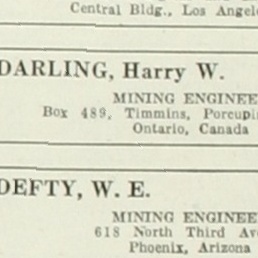 Central Bldg., Los Angel
DARLING, Harry W.
MINING ENGINEE
Box 489, Timmins, Porcupi
Ontario, Canada
DEFTY, W. E.
MINING ENGINEE
618 North Third Av
Phoenix, Arizona